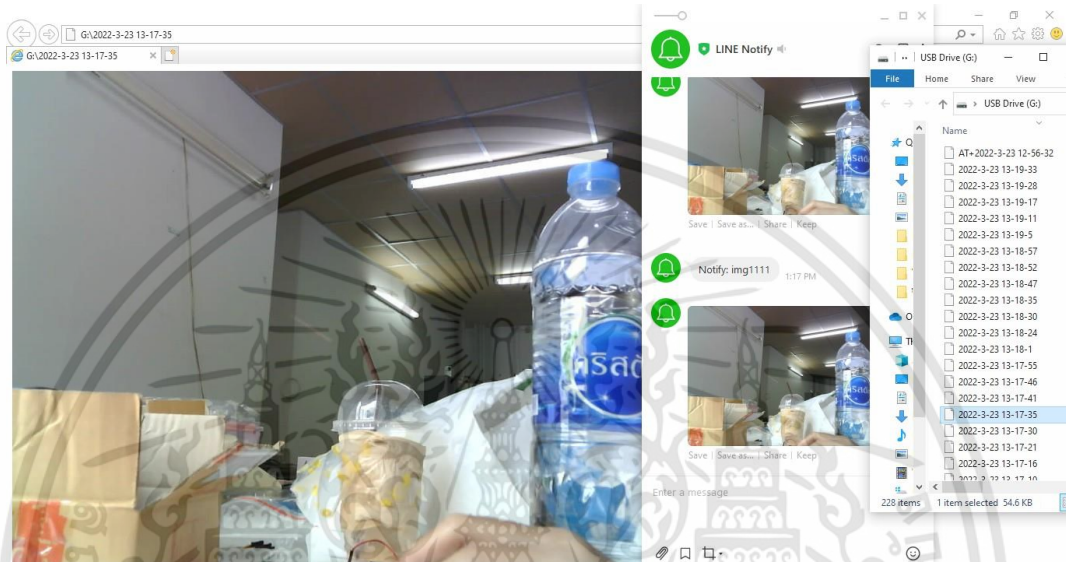 G:\2022-3-23 13-17-35
G:\2022-3-23 13-17-35
LINE Notify
Save | Save as... | Share | Keep
Notify: img1111
1:17 PM
Save | Save as... | Share | Keep
Enter a message
USB Drive (G:)
File Home Share View
USB Drive (G:)
Name
AT+2022-3-23 12-56-32
2022-3-23 13-19-33
2022-3-23 13-19-28
2022-3-23 13-19-17
2022-3-23 13-19-11
2022-3-23 13-19-5
2022-3-23 13-18-57
2022-3-23 13-18-52
2022-3-23 13-18-47
2022-3-23 13-18-35
2022-3-23 13-18-30
2022-3-23 13-18-24
2022-3-23 13-18-1
2022-3-23 13-17-55
2022-3-23 13-17-46
2022-3-23 13-17-41
2022-3-23 13-17-35
2022-3-23 13-17-30
2022-3-23 13-17-21
2022-3-23 13-17-16
2022-3-23 13-17-10
228 items 1 item selected 54.6 KB